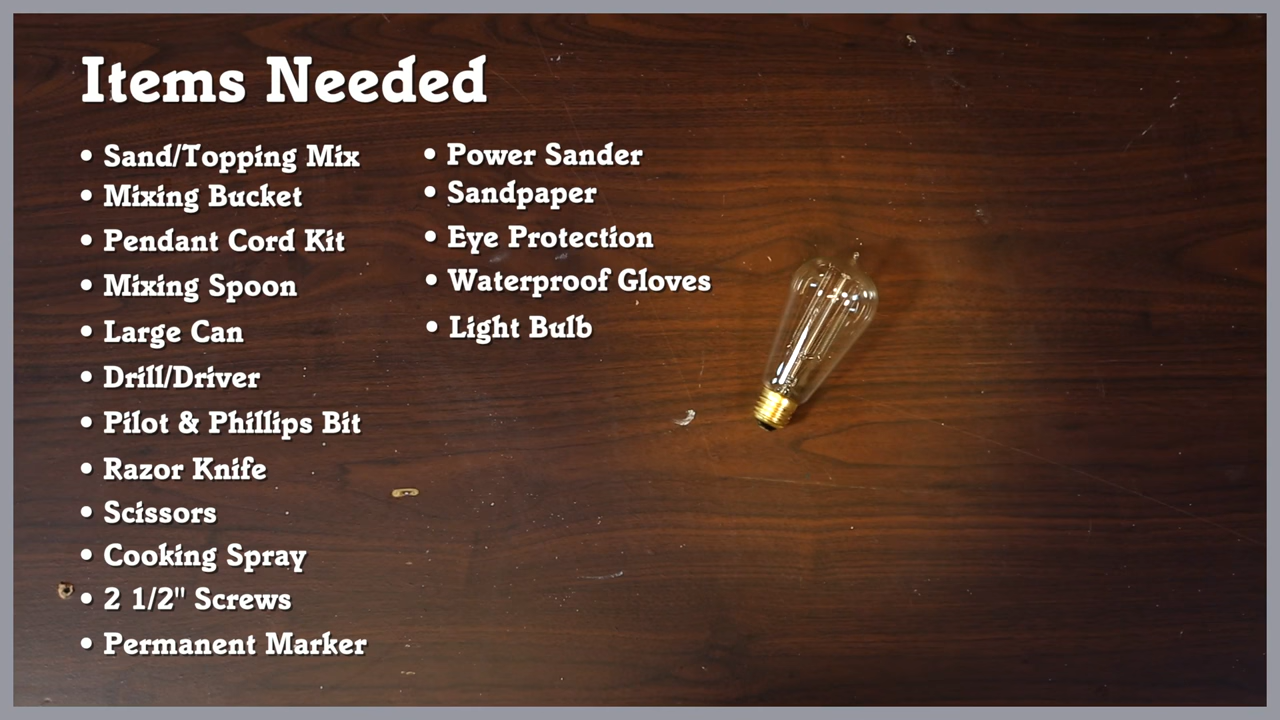 Items Needed
• Sand/Topping Mix
• Mixing Bucket
• Pendant Cord Kit
• Mixing Spoon
• Large Can
• Drill/Driver
• Pilot & Phillips Bit
• Razor Knife
• Scissors
• Cooking Spray
• 2 1/2" Screws
• Permanent Marker
• Power Sander
• Sandpaper
• Eye Protection
• Waterproof Gloves
• Light Bulb